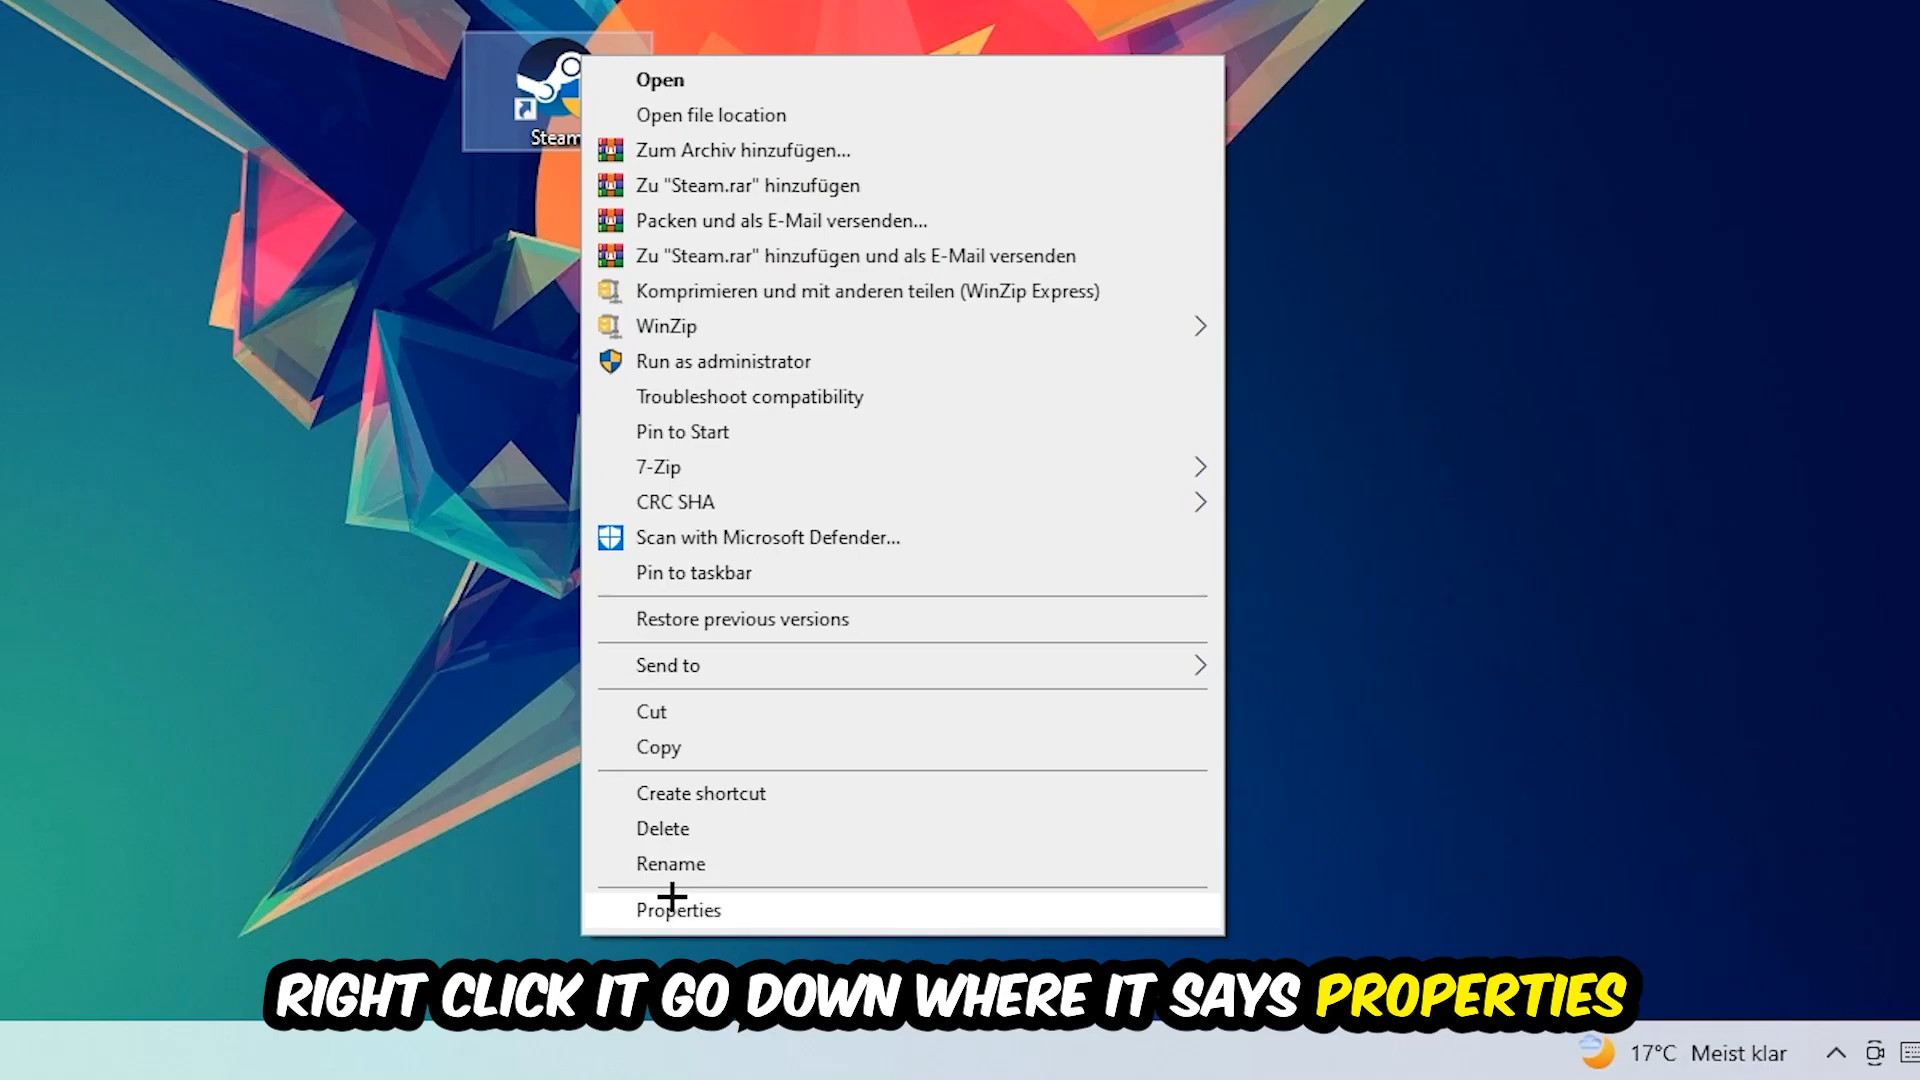 Steam
Open
Open file location
Zum Archiv hinzufügen...
Zu "Steam.rar" hinzufügen
Packen und als E-Mail versenden...
Zu "Steam.rar" hinzufügen und als E-Mail versenden
Komprimieren und mit anderen teilen (WinZip Express)
WinZip
Run as administrator
Troubleshoot compatibility
Pin to Start
7-Zip
CRC SHA
Scan with Microsoft Defender...
Pin to taskbar
Restore previous versions
Send to
Cut
Copy
Create shortcut
Delete
Rename
Properties
RIGHT CLICK IT GO DOWN WHERE IT SAYS PROPERTIES
17°C Meist klar